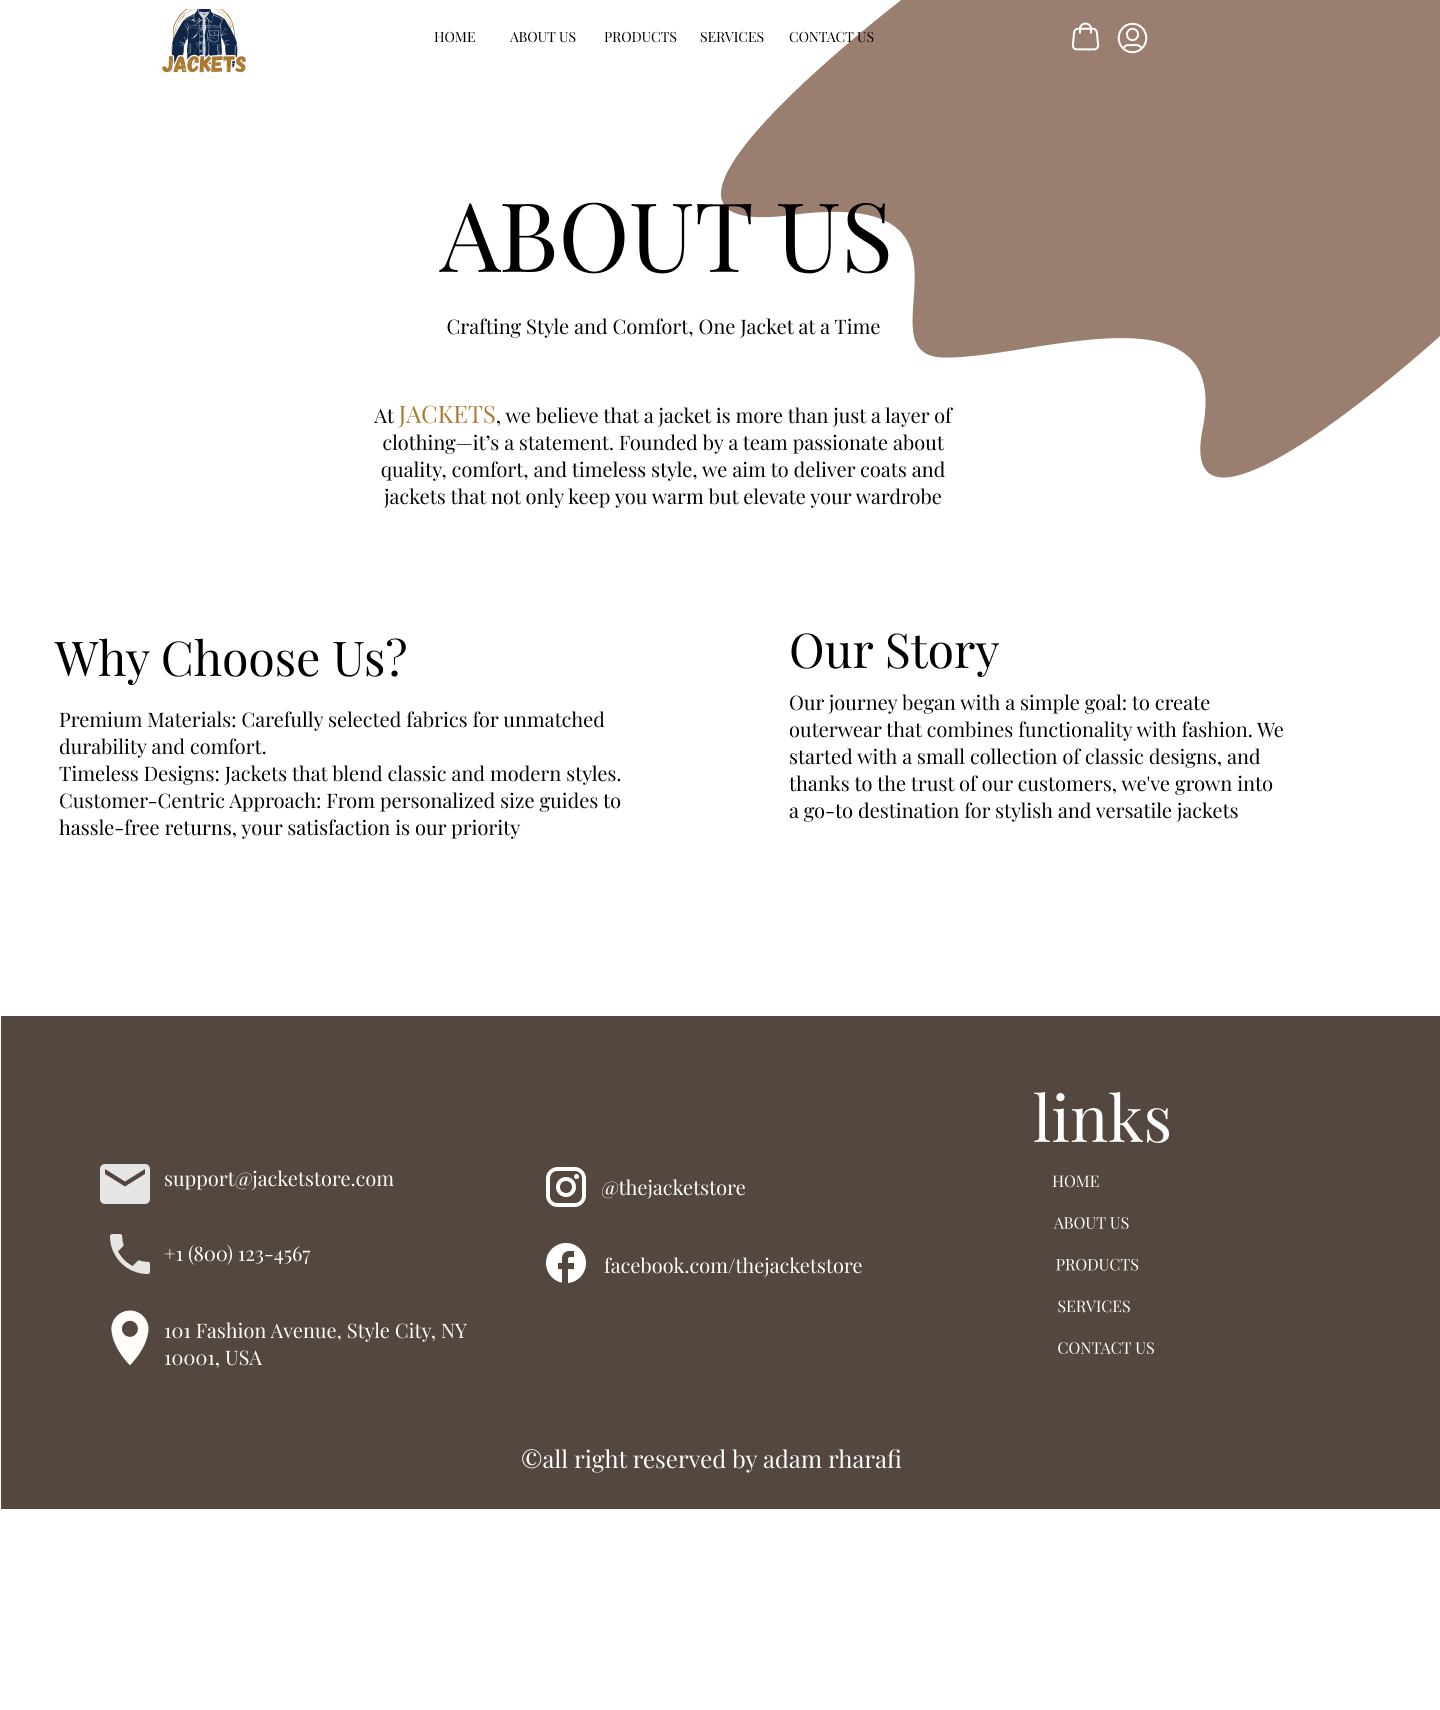 JACKETS
HOME ABOUT US PRODUCTS SERVICES CONTACT US
ABOUT US
Crafting Style and Comfort, One Jacket at a Time
At JACKETS, we believe that a jacket is more than just a layer of
clothing—it’s a statement. Founded by a team passionate about
quality, comfort, and timeless style, we aim to deliver coats and
jackets that not only keep you warm but elevate your wardrobe
Why Choose Us?
Premium Materials: Carefully selected fabrics for unmatched
durability and comfort.
Timeless Designs: Jackets that blend classic and modern styles.
Customer-Centric Approach: From personalized size guides to
hassle-free returns, your satisfaction is our priority
Our Story
Our journey began with a simple goal: to create
outerwear that combines functionality with fashion. We
started with a small collection of classic designs, and
thanks to the trust of our customers, we've grown into
a go-to destination for stylish and versatile jackets
support@jacketstore.com
+1 (800) 123-4567
101 Fashion Avenue, Style City, NY
10001, USA
@thejacketstore
facebook.com/thejacketstore
links
HOME
ABOUT US
PRODUCTS
SERVICES
CONTACT US
©all right reserved by adam rharafi